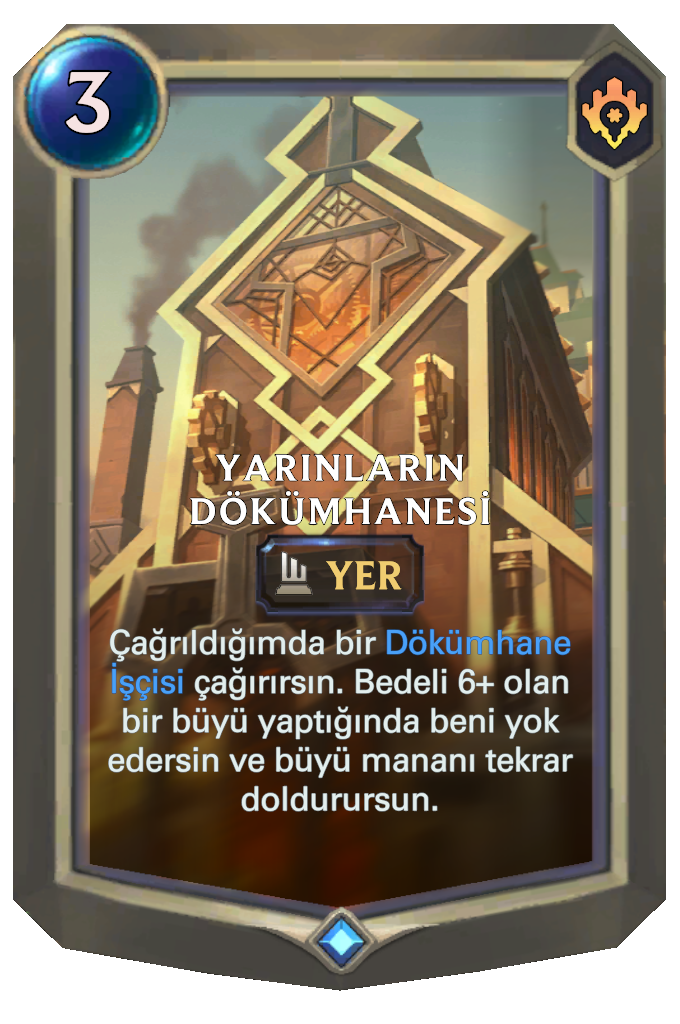 3
YARINLARIN
DÖKÜMHANESİ
YER
Çağrıldığımda bir Dökümhane
İşçisi çağırırsın. Bedeli 6+ olan
bir büyü yaptığında beni yok
edersin ve büyü mananı tekrar
doldurursun.